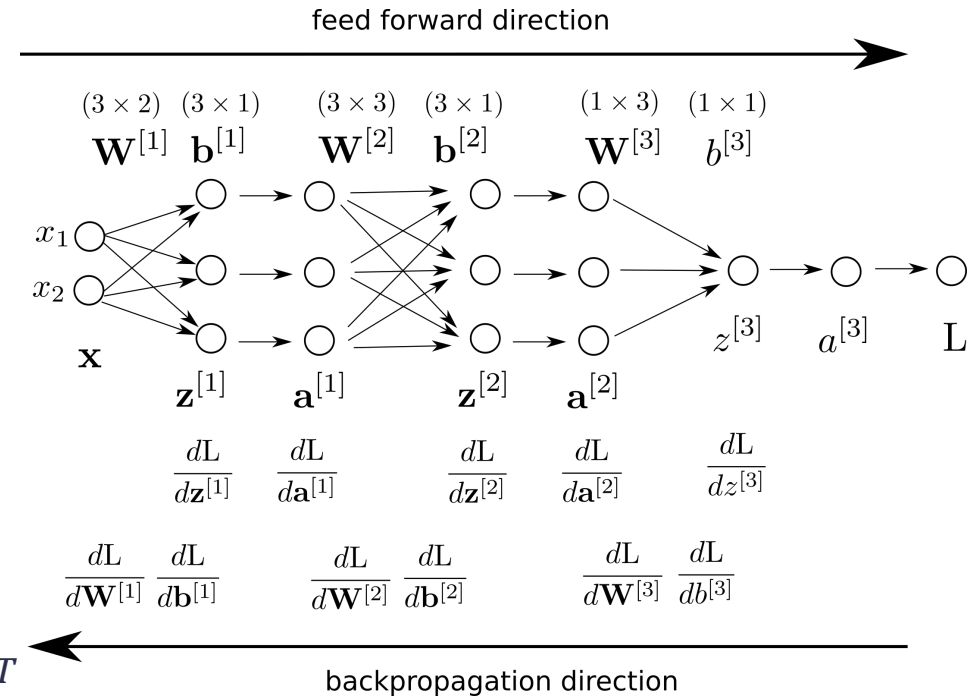 feed forward direction
(3 × 2) (3 × 1) (3 × 3) (3 × 1) (1 × 3) (1 × 1)
W^[1] b^[1] W^[2] b^[2] W^[3] b^[3]
x_1
x_2
x
z^[1] a^[1] z^[2] a^[2] z^[3] a^[3] L
dL/dz^[1] dL/da^[1] dL/dz^[2] dL/da^[2] dL/dz^[3]
dL/dW^[1] dL/db^[1] dL/dW^[2] dL/db^[2] dL/dW^[3] dL/db^[3]
T
backpropagation direction